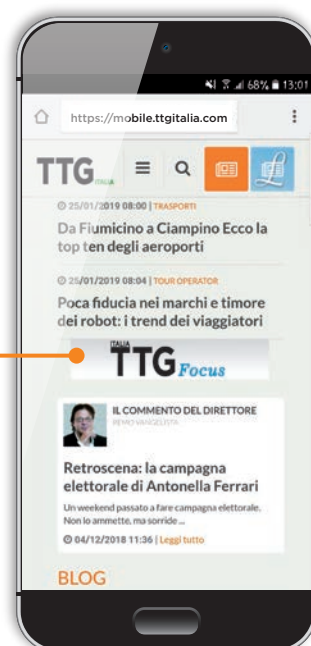 68% 13:01
https://mobile.ttgitalia.com
TTG ITALIA
25/01/2019 08:00 | TRASPORTI
Da Fiumicino a Ciampino Ecco la
top ten degli aeroporti
25/01/2019 08:04 | TOUR OPERATOR
Poca fiducia nei marchi e timore
dei robot: i trend dei viaggiatori
ITALIA
TTG Focus
IL COMMENTO DEL DIRETTORE
REMO VANGELISTA
Retroscena: la campagna
elettorale di Antonella Ferrari
Un weekend passato a fare campagna elettorale.
Non lo ammette, ma sorride ...
04/12/2018 11:36 | Leggi tutto
BLOG